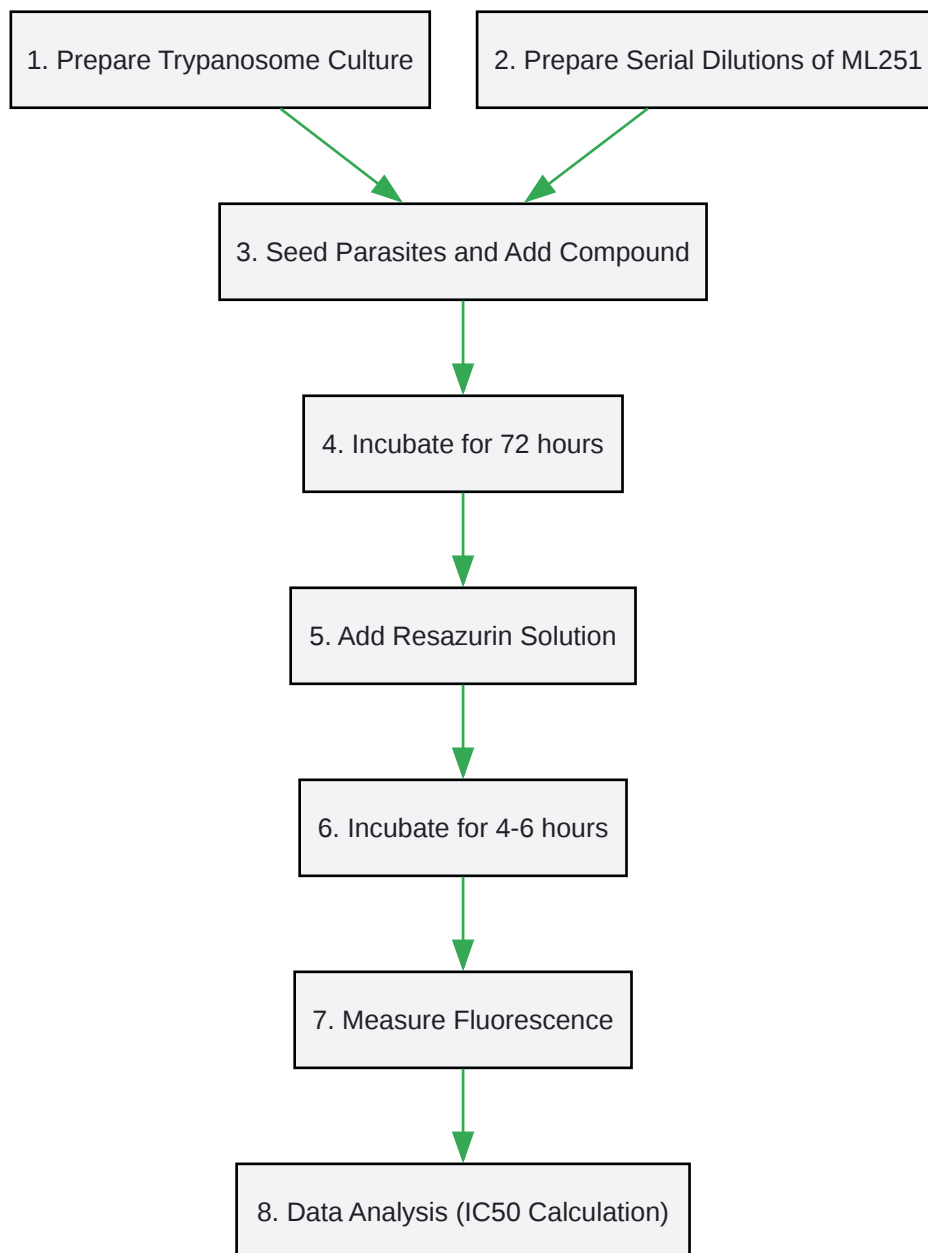 1. Prepare Trypanosome Culture
2. Prepare Serial Dilutions of ML251
3. Seed Parasites and Add Compound
4. Incubate for 72 hours
5. Add Resazurin Solution
6. Incubate for 4-6 hours
7. Measure Fluorescence
8. Data Analysis (IC50 Calculation)